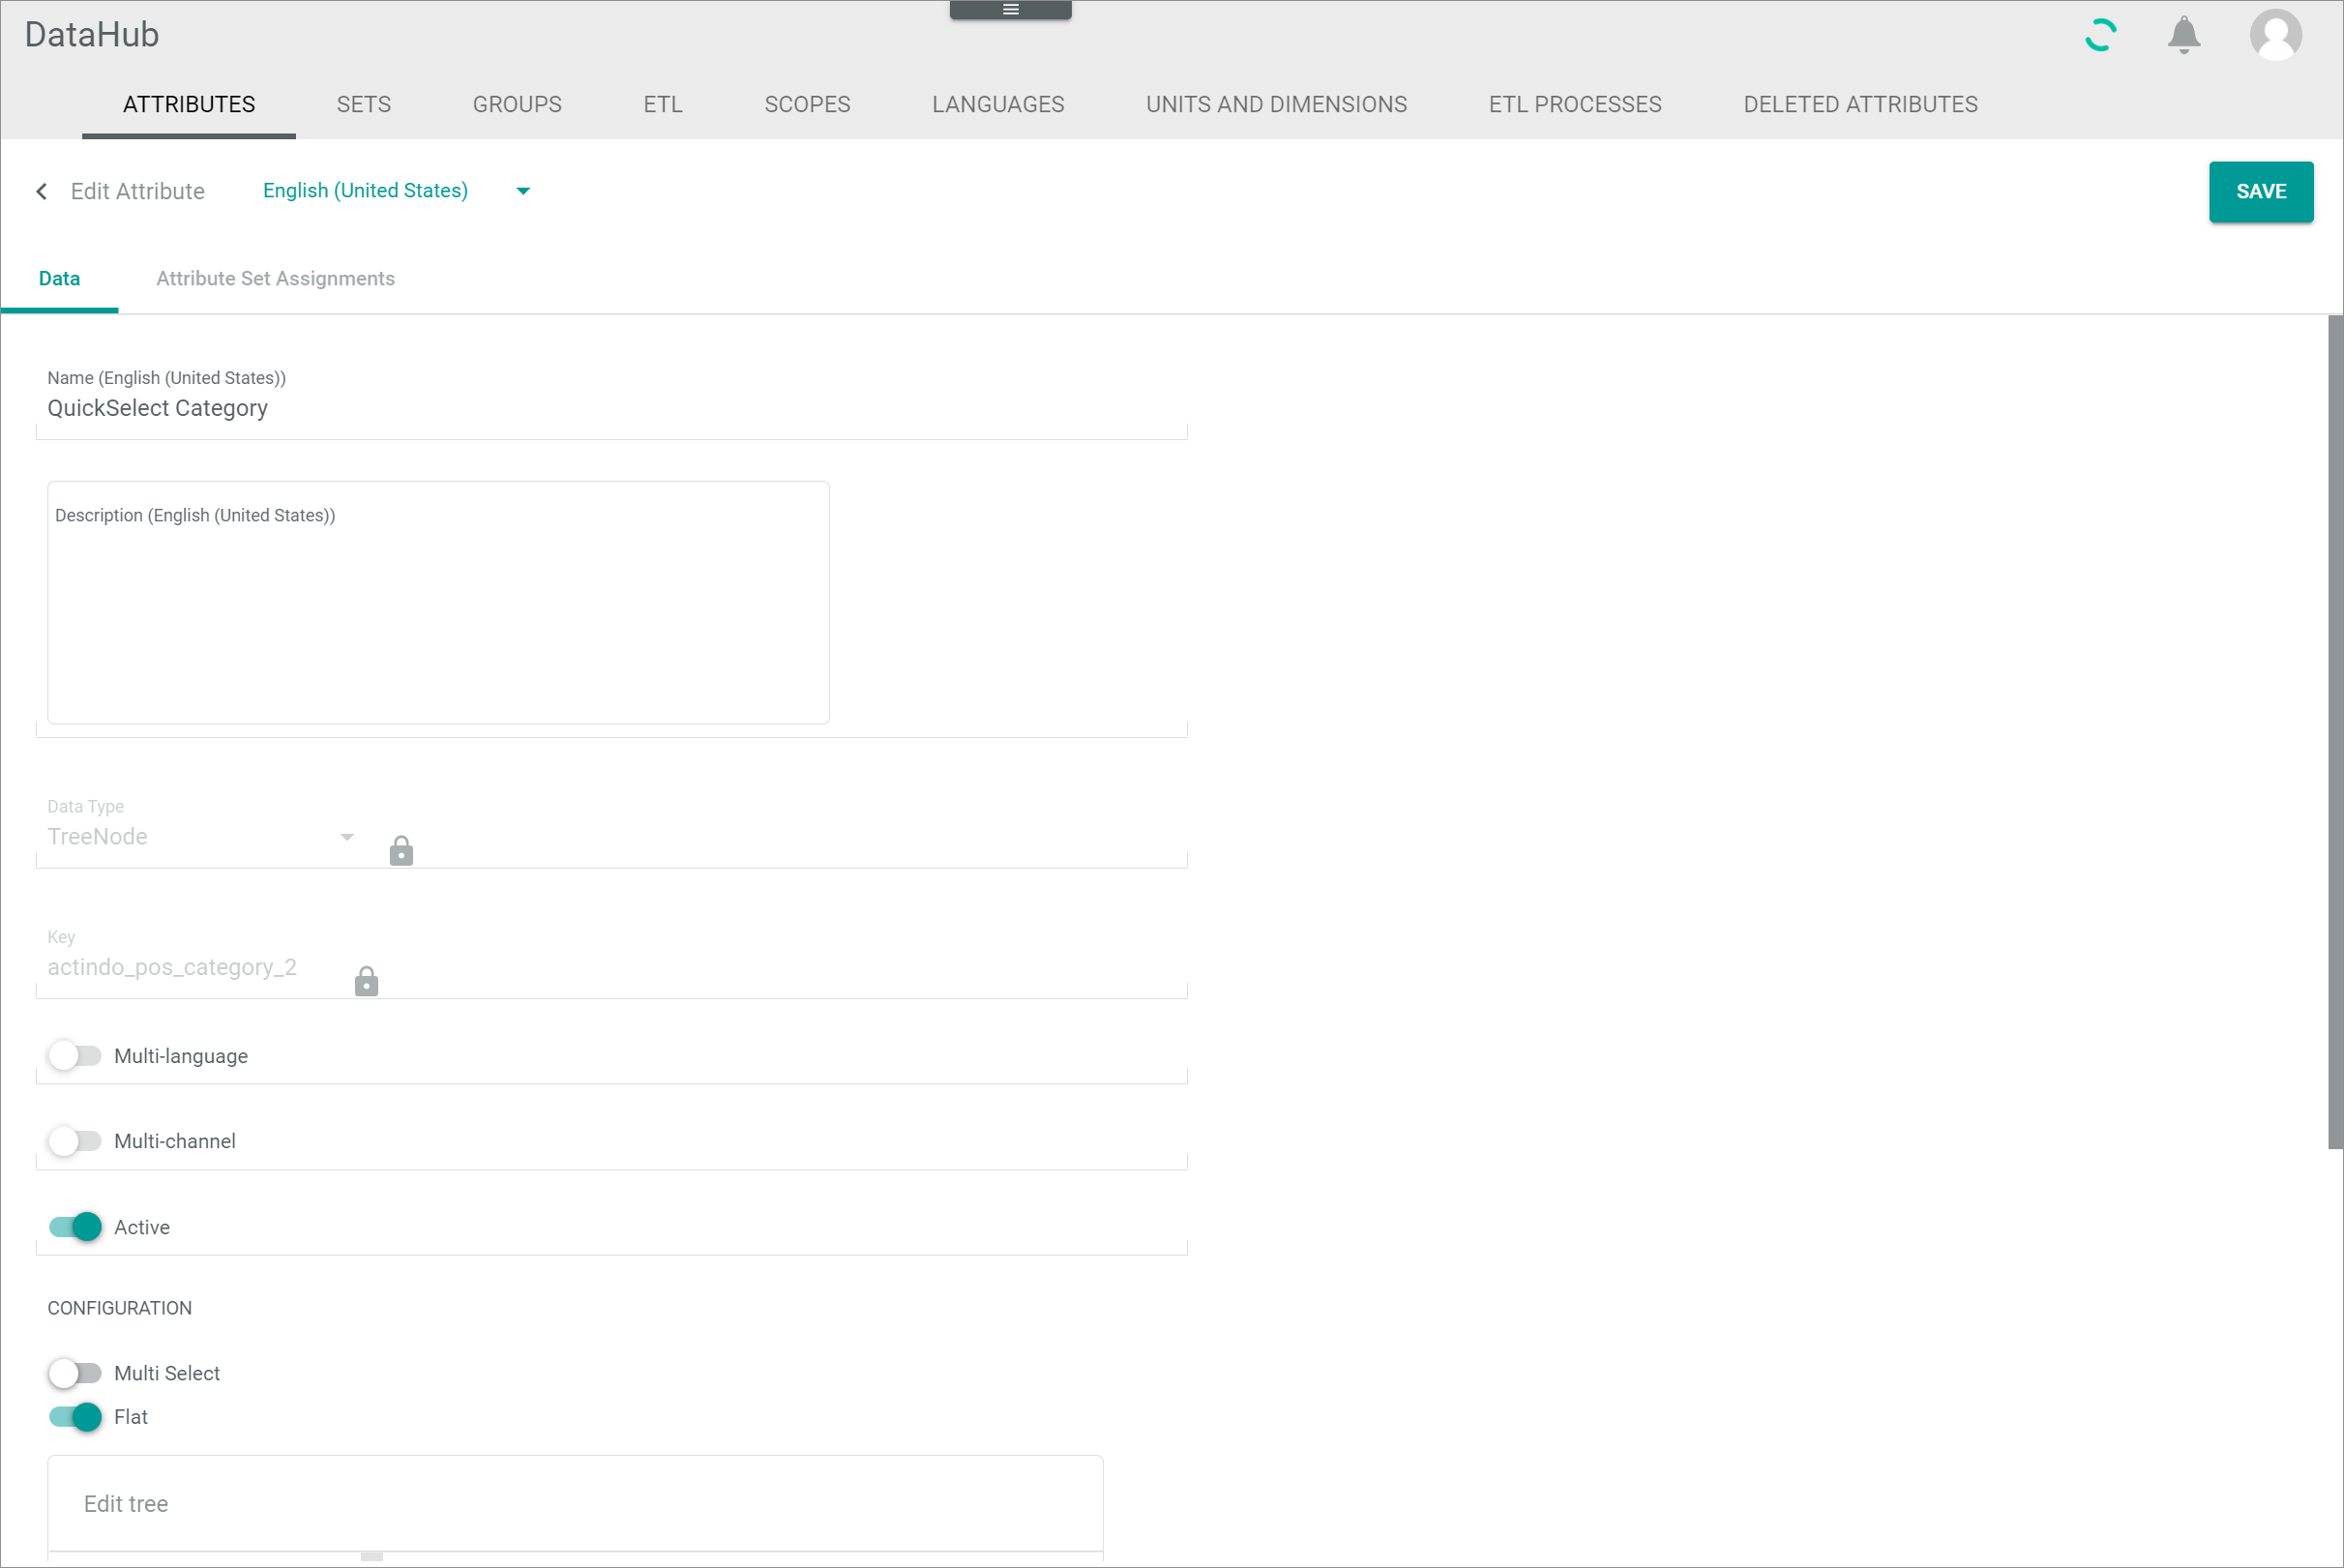 DataHub
ATTRIBUTES SETS GROUPS ETL SCOPES LANGUAGES UNITS AND DIMENSIONS ETL PROCESSES DELETED ATTRIBUTES
Edit Attribute English (United States) SAVE
Data Attribute Set Assignments
Name (English (United States))
QuickSelect Category
Description (English (United States))
Data Type
TreeNode
Key
actindo_pos_category_2
Multi-language
Multi-channel
Active
CONFIGURATION
Multi Select
Flat
Edit tree